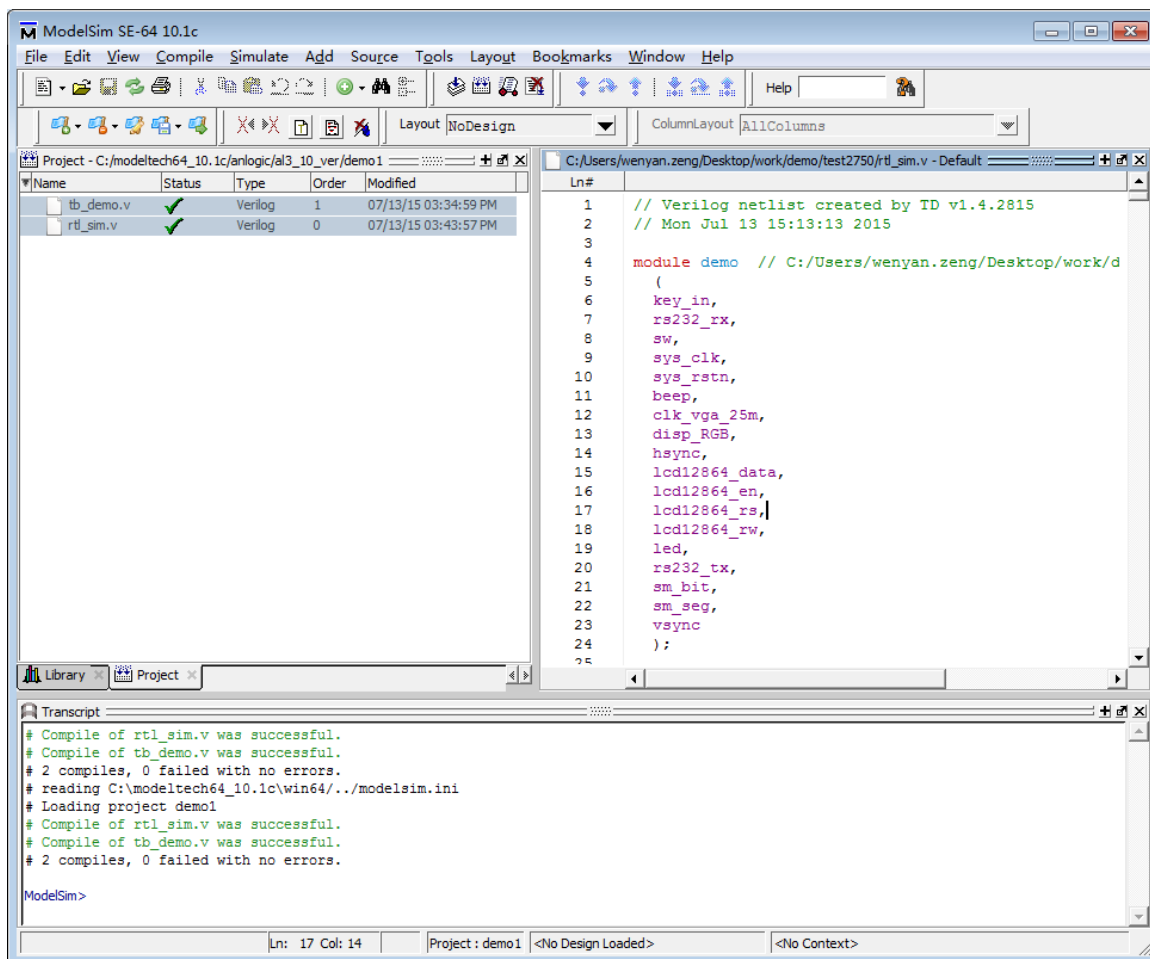 ModelSim SE-64 10.1c
File Edit View Compile Simulate Add Source Tools Layout Bookmarks Window Help
Help
Layout NoDesign
ColumnLayout AllColumns
Project - C:/modeltech64_10.1c/anlogic/al3_10_ver/demo1
Name Status Type Order Modified
tb_demo.v Verilog 1 07/13/15 03:34:59 PM
rtl_sim.v Verilog 0 07/13/15 03:43:57 PM
Library Project
C:/Users/wenyan.zeng/Desktop/work/demo/test2750/rtl_sim.v - Default
Ln#
1 // Verilog netlist created by TD v1.4.2815
2 // Mon Jul 13 15:13:13 2015
3
4 module demo // C:/Users/wenyan.zeng/Desktop/work/d
5 (
6 key_in,
7 rs232_rx,
8 sw,
9 sys_clk,
10 sys_rstn,
11 beep,
12 clk_vga_25m,
13 disp_RGB,
14 hsync,
15 lcd12864_data,
16 lcd12864_en,
17 lcd12864_rs,
18 lcd12864_rw,
19 led,
20 rs232_tx,
21 sm_bit,
22 sm_seg,
23 vsync
24 );
25
Transcript
# Compile of rtl_sim.v was successful.
# Compile of tb_demo.v was successful.
# 2 compiles, 0 failed with no errors.
# reading C:\modeltech64_10.1c\win64/../modelsim.ini
# Loading project demo1
# Compile of rtl_sim.v was successful.
# Compile of tb_demo.v was successful.
# 2 compiles, 0 failed with no errors.
ModelSim>
Ln: 17 Col: 14 Project : demo1 <No Design Loaded> <No Context>